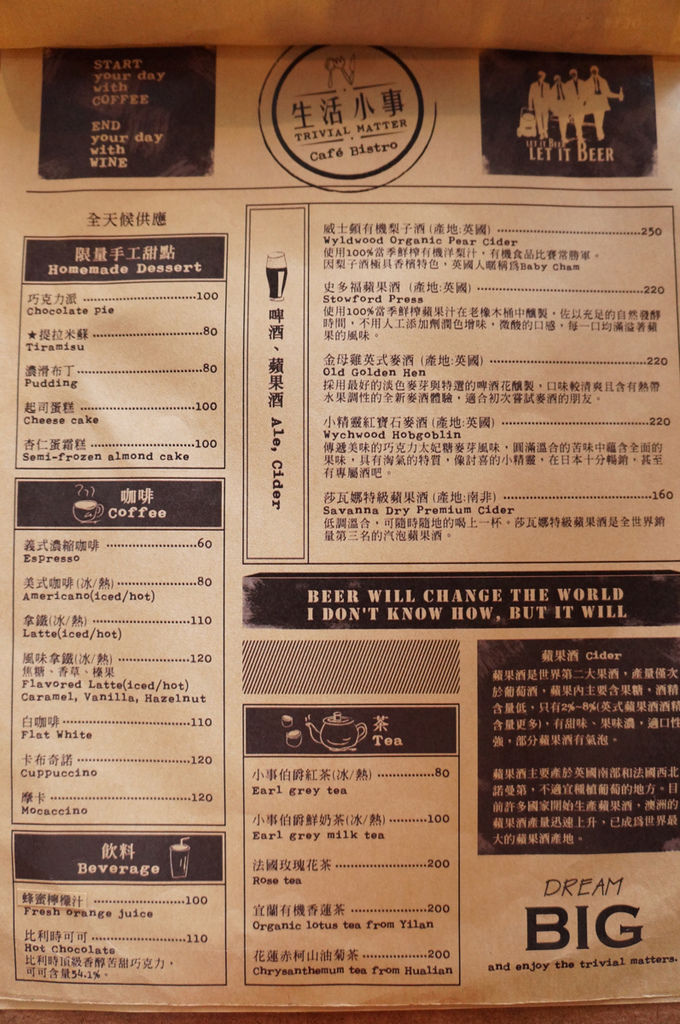 START
your day
with
COFFEE
END
your day
with
WINE
生活小事
TRIVIAL MATTER
Café Bistro
LET IT BEER
LET IT BEER
全天候供應
限量手工甜點
Homemade Dessert
巧克力派 100
Chocolate pie
★提拉米蘇 80
Tiramisu
濃滑布丁 80
Pudding
起司蛋糕 100
Cheese cake
杏仁蛋霜糕 100
Semi-frozen almond cake
咖啡
Coffee
義式濃縮咖啡 60
Espresso
美式咖啡(冰/熱) 80
Americano(iced/hot)
拿鐵(冰/熱) 110
Latte(iced/hot)
風味拿鐵(冰/熱) 120
焦糖、香草、榛果
Flavored Latte(iced/hot)
Caramel, Vanilla, Hazelnut
白咖啡 110
Flat White
卡布奇諾 120
Cuppuccino
摩卡 120
Mocaccino
飲料
Beverage
蜂蜜檸檬汁 100
Fresh orange juice
比利時可可 110
Hot Chocolate
比利時頂級香醇苦甜巧克力，
可可含量54.1%。
啤酒、蘋果酒 Ale, Cider
威士頓有機梨子酒 (產地:英國) 250
Wyldwood Organic Pear Cider
使用100%當季鮮榨有機洋梨汁，有機食品比賽常勝軍。
因梨子酒極具香檳特色，英國人暱稱為Baby Cham
史多福蘋果酒 (產地:英國) 220
Stowford Press
使用100%當季鮮榨蘋果汁在老橡木桶中釀製，佐以充足的自然發酵
時間，不用人工添加劑潤色增味，微酸的口感，每一口均滿溢著蘋
果的風味。
金母雞英式麥酒 (產地:英國) 220
Old Golden Hen
採用最好的淡色麥芽與特選的啤酒花釀製，口味較清爽且含有熱帶
水果調性的全新麥酒體驗，適合初次嘗試麥酒的朋友。
小精靈紅寶石麥酒 (產地:英國) 220
Wychwood Hobgoblin
傳遞美味的巧克力太妃糖麥芽風味，圓滿溫合的苦味中蘊含全面的
果味，具有淘氣的特質，像討喜的小精靈，在日本十分暢銷，甚至
有專屬酒吧。
莎瓦娜特級蘋果酒 (產地:南非) 160
Savanna Dry Premium Cider
低調溫合，可隨時隨地的喝上一杯。莎瓦娜特級蘋果酒是全世界銷
量第三名的汽泡蘋果酒。
BEER WILL CHANGE THE WORLD
I DON'T KNOW HOW, BUT IT WILL
茶
Tea
小事伯爵紅茶(冰/熱) 80
Earl grey tea
小事伯爵鮮奶茶(冰/熱) 100
Earl grey milk tea
法國玫瑰花茶 200
Rose tea
宜蘭有機香蓮茶 200
Organic lotus tea from Yilan
花蓮赤柯山油菊茶 200
Chrysanthemum tea from Hualian
蘋果酒 Cider
蘋果酒是世界第二大果酒，產量僅次
於葡萄酒，蘋果內主要含果糖，酒精
含量低，只有2%~8%(英式蘋果酒酒精
含量更多)，有甜味、果味濃，適口性
強，部分蘋果酒有氣泡。
蘋果酒主要產於英國南部和法國西北
諾曼第，不適宜種植葡萄的地方。目
前許多國家開始生產蘋果酒，澳洲的
蘋果酒產量迅速上升，已成為世界最
大的蘋果酒產地。
DREAM
BIG
and enjoy the trivial matters.